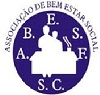 ASSOCIAÇÃO DE BEM ESTAR SOCIAL
B.E.S.
A. F.
S.C.